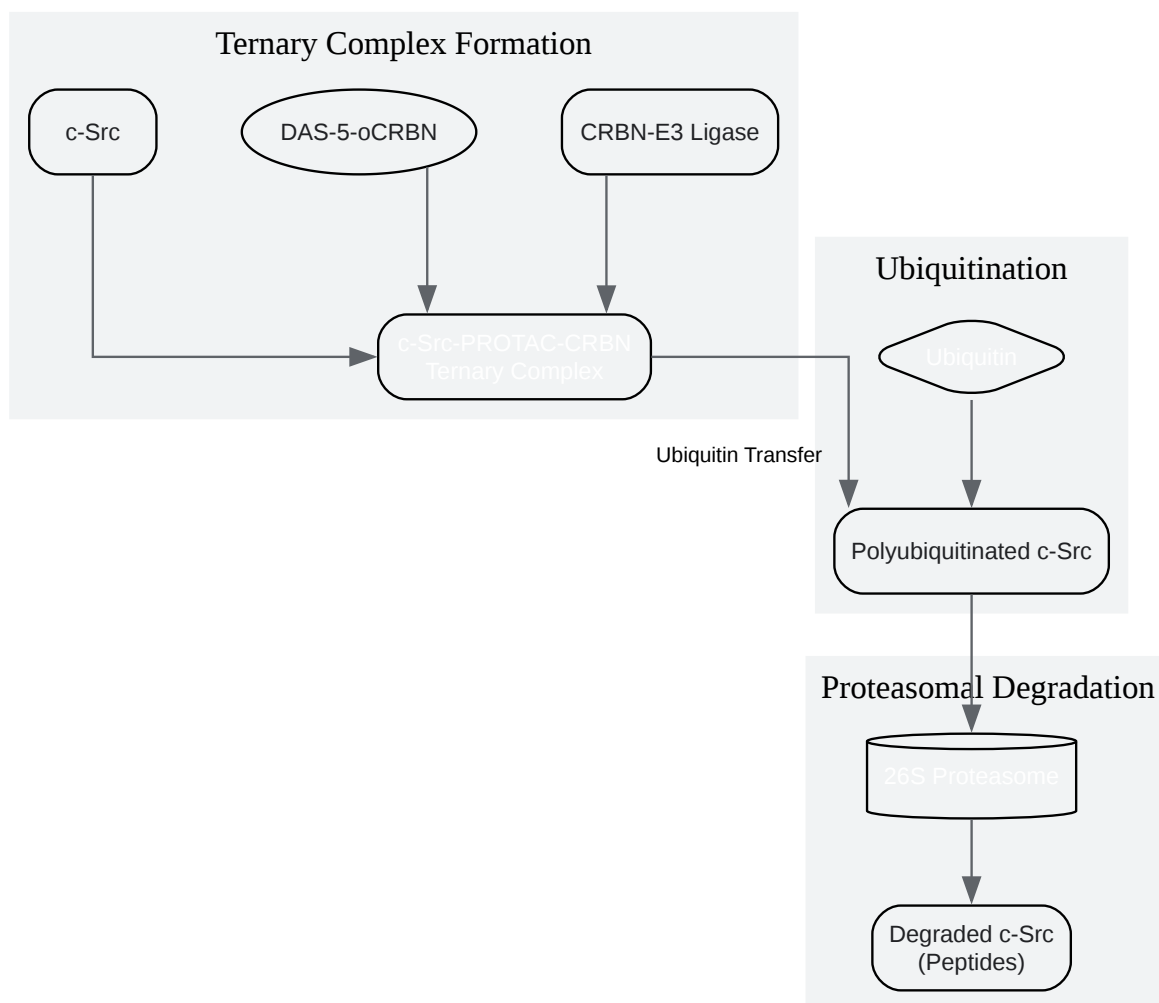 Ternary Complex Formation
c-Src
DAS-5-oCRBN
CRBN-E3 Ligase
c-Src-PROTAC-CRBN
Ternary Complex
Ubiquitination
Ubiquitin
Ubiquitin Transfer
Polyubiquitinated c-Src
Proteasomal Degradation
26S Proteasome
Degraded c-Src
(Peptides)